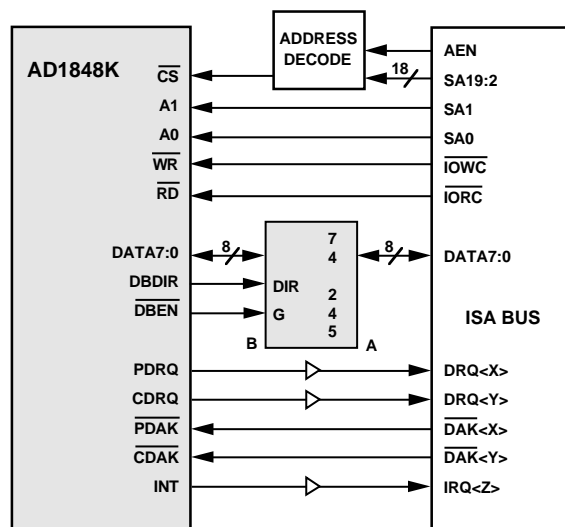 ADDRESS
DECODE
AD1848K
CS
A1
A0
WR
RD
DATA7:0
DBDIR
DBEN
PDRQ
CDRQ
PDAK
CDAK
INT
18
8
8
7
4
2
4
5
DIR
G
B
A
AEN
SA19:2
SA1
SA0
IOWC
IORC
DATA7:0
ISA BUS
DRQ<X>
DRQ<Y>
DAK<X>
DAK<Y>
IRQ<Z>